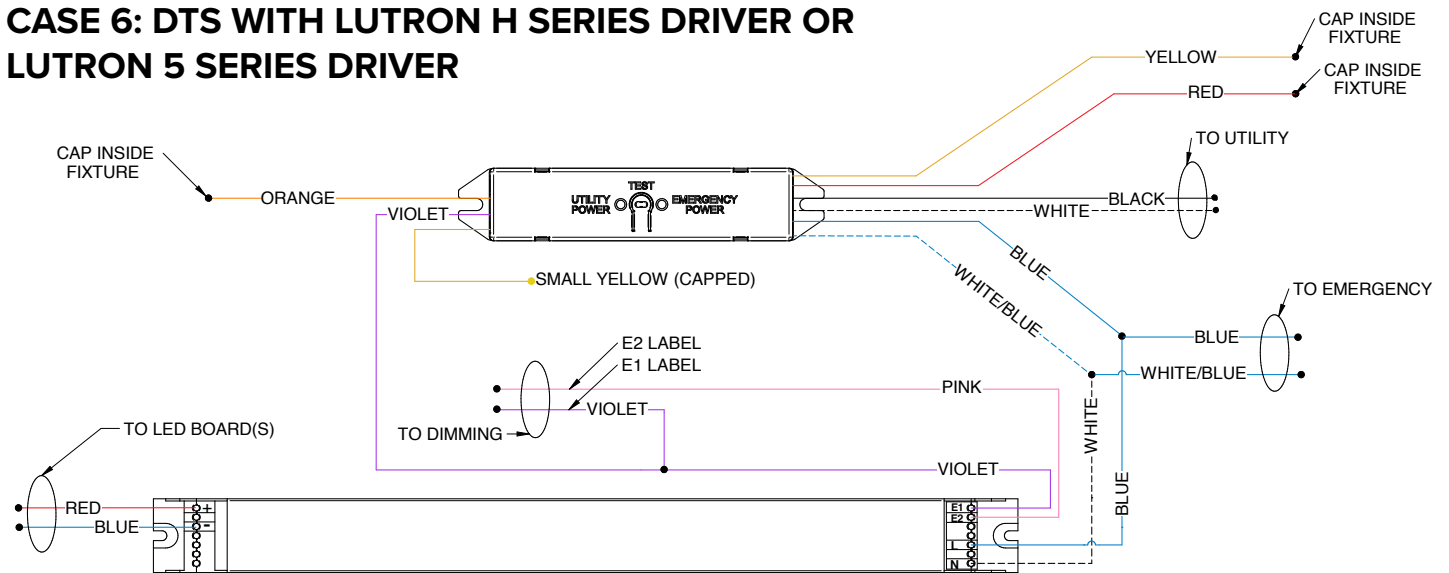 CASE 6: DTS WITH LUTRON H SERIES DRIVER OR
LUTRON 5 SERIES DRIVER
CAP INSIDE
FIXTURE
YELLOW
CAP INSIDE
FIXTURE
RED
TO UTILITY
CAP INSIDE
FIXTURE
ORANGE
VIOLET
TEST
UTILITY
POWER
EMERGENCY
POWER
BLACK
WHITE
SMALL YELLOW (CAPPED)
BLUE
WHITE/BLUE
TO EMERGENCY
BLUE
WHITE/BLUE
E2 LABEL
E1 LABEL
PINK
VIOLET
TO DIMMING
WHITE
BLUE
TO LED BOARD(S)
VIOLET
RED
BLUE
+
-
E1
E2
L
N